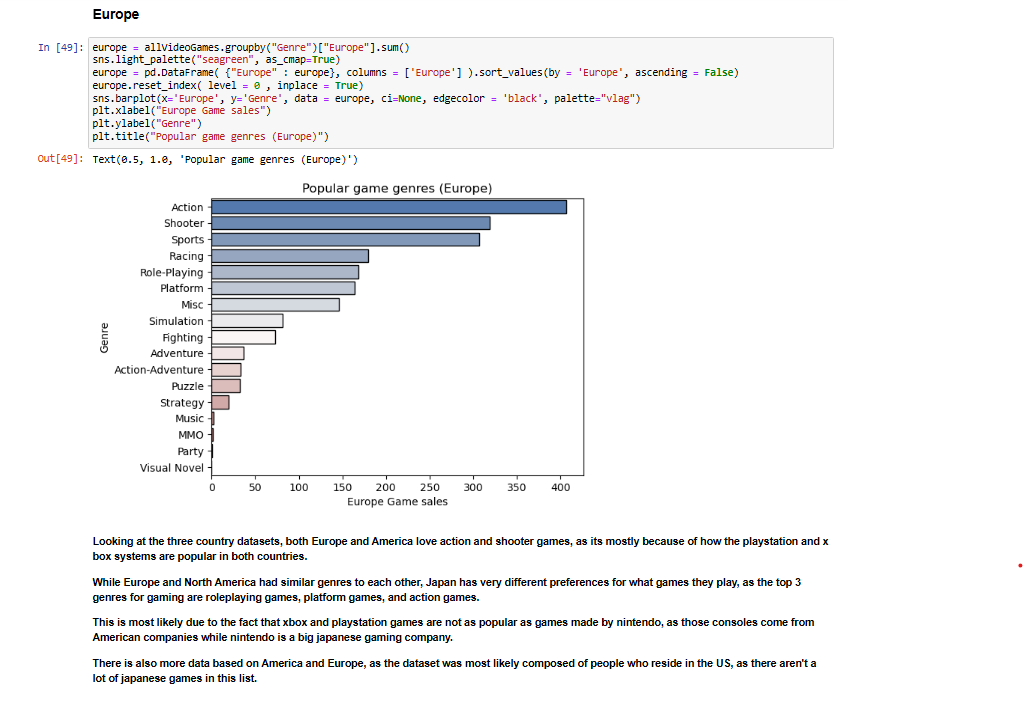 Europe
In [49]: europe = allVideoGames.groupby("Genre")["Europe"].sum()
sns.light_palette("seagreen", as_cmap=True)
europe = pd.DataFrame( {"Europe" : europe}, columns = ['Europe'] ).sort_values(by = 'Europe', ascending = False)
europe.reset_index( level = 0 , inplace = True)
sns.barplot(x='Europe', y='Genre', data = europe, ci=None, edgecolor = 'black', palette="vlag")
plt.xlabel("Europe Game sales")
plt.ylabel("Genre")
plt.title("Popular game genres (Europe)")
Out[49]: Text(0.5, 1.0, 'Popular game genres (Europe)')
Popular game genres (Europe)
Action
Shooter
Sports
Racing
Role-Playing
Platform
Misc
Simulation
Fighting
Adventure
Action-Adventure
Puzzle
Strategy
Music
MMO
Party
Visual Novel
Genre
0 50 100 150 200 250 300 350 400
Europe Game sales
Looking at the three country datasets, both Europe and America love action and shooter games, as its mostly because of how the playstation and x
box systems are popular in both countries.
While Europe and North America had similar genres to each other, Japan has very different preferences for what games they play, as the top 3
genres for gaming are roleplaying games, platform games, and action games.
This is most likely due to the fact that xbox and playstation games are not as popular as games made by nintendo, as those consoles come from
American companies while nintendo is a big japanese gaming company.
There is also more data based on America and Europe, as the dataset was most likely composed of people who reside in the US, as there aren't a
lot of japanese games in this list.